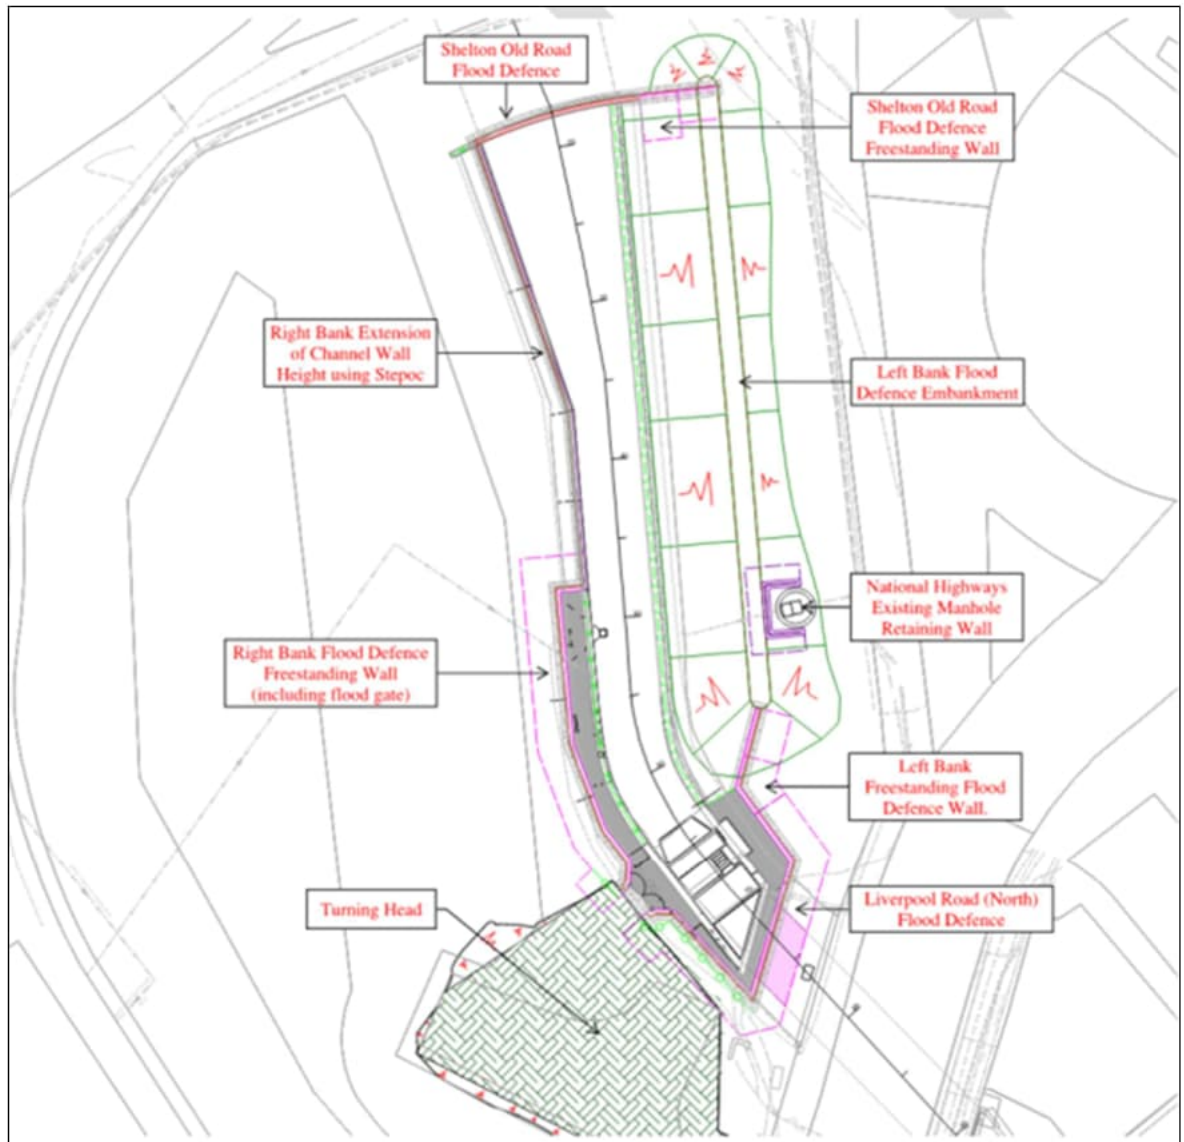 Shelton Old Road
Flood Defence
Shelton Old Road
Flood Defence
Freestanding Wall
Right Bank Extension
of Channel Wall
Height using Stepoc
Left Bank Flood
Defence Embankment
National Highways
Existing Manhole
Retaining Wall
Right Bank Flood Defence
Freestanding Wall
(including flood gate)
Left Bank
Freestanding Flood
Defence Wall.
Turning Head
Liverpool Road (North)
Flood Defence